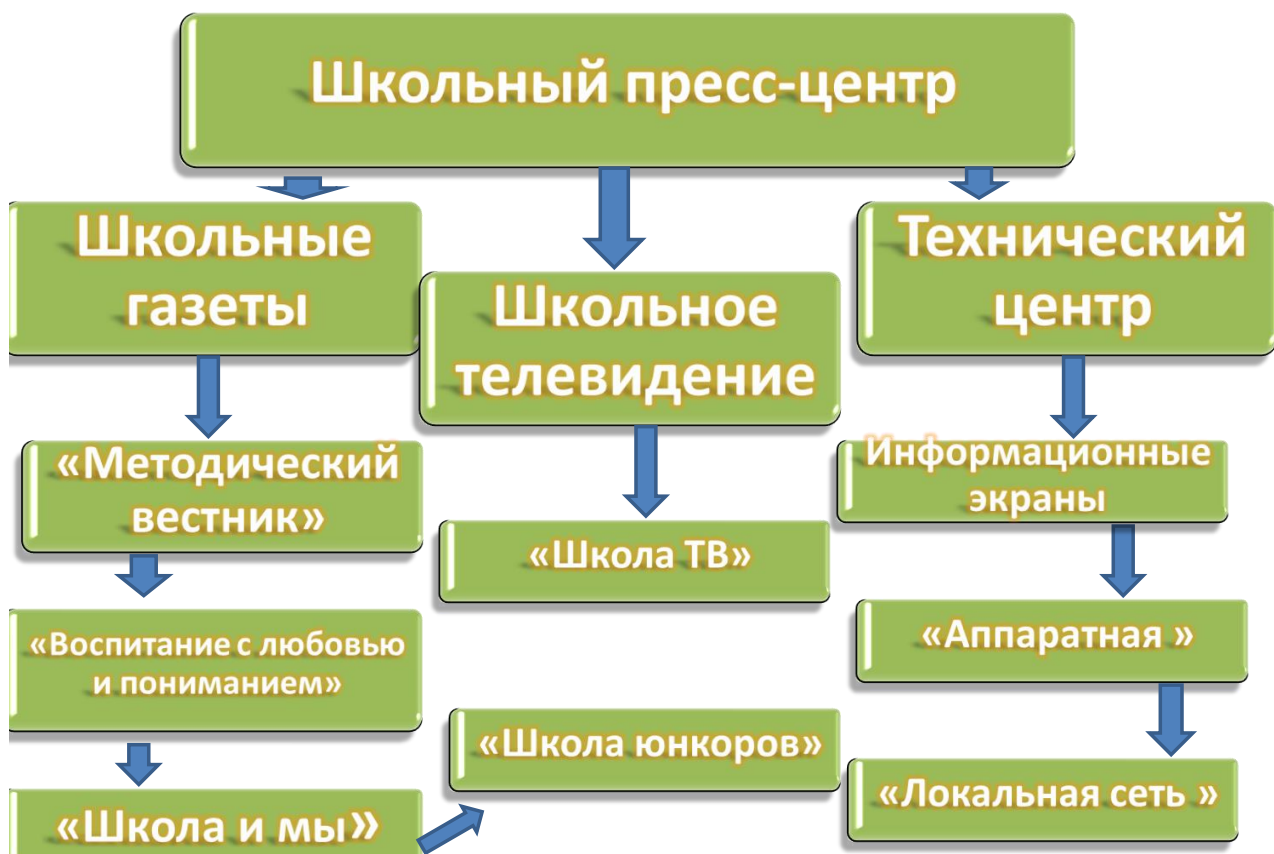 Школьный пресс-центр
Школьные
газеты
Школьное
телевидение
Технический
центр
«Методический
вестник»
«Школа ТВ»
Информационные
экраны
«Воспитание с любовью
и пониманием»
«Аппаратная »
«Школа и мы»
«Школа юнкоров»
«Локальная сеть »